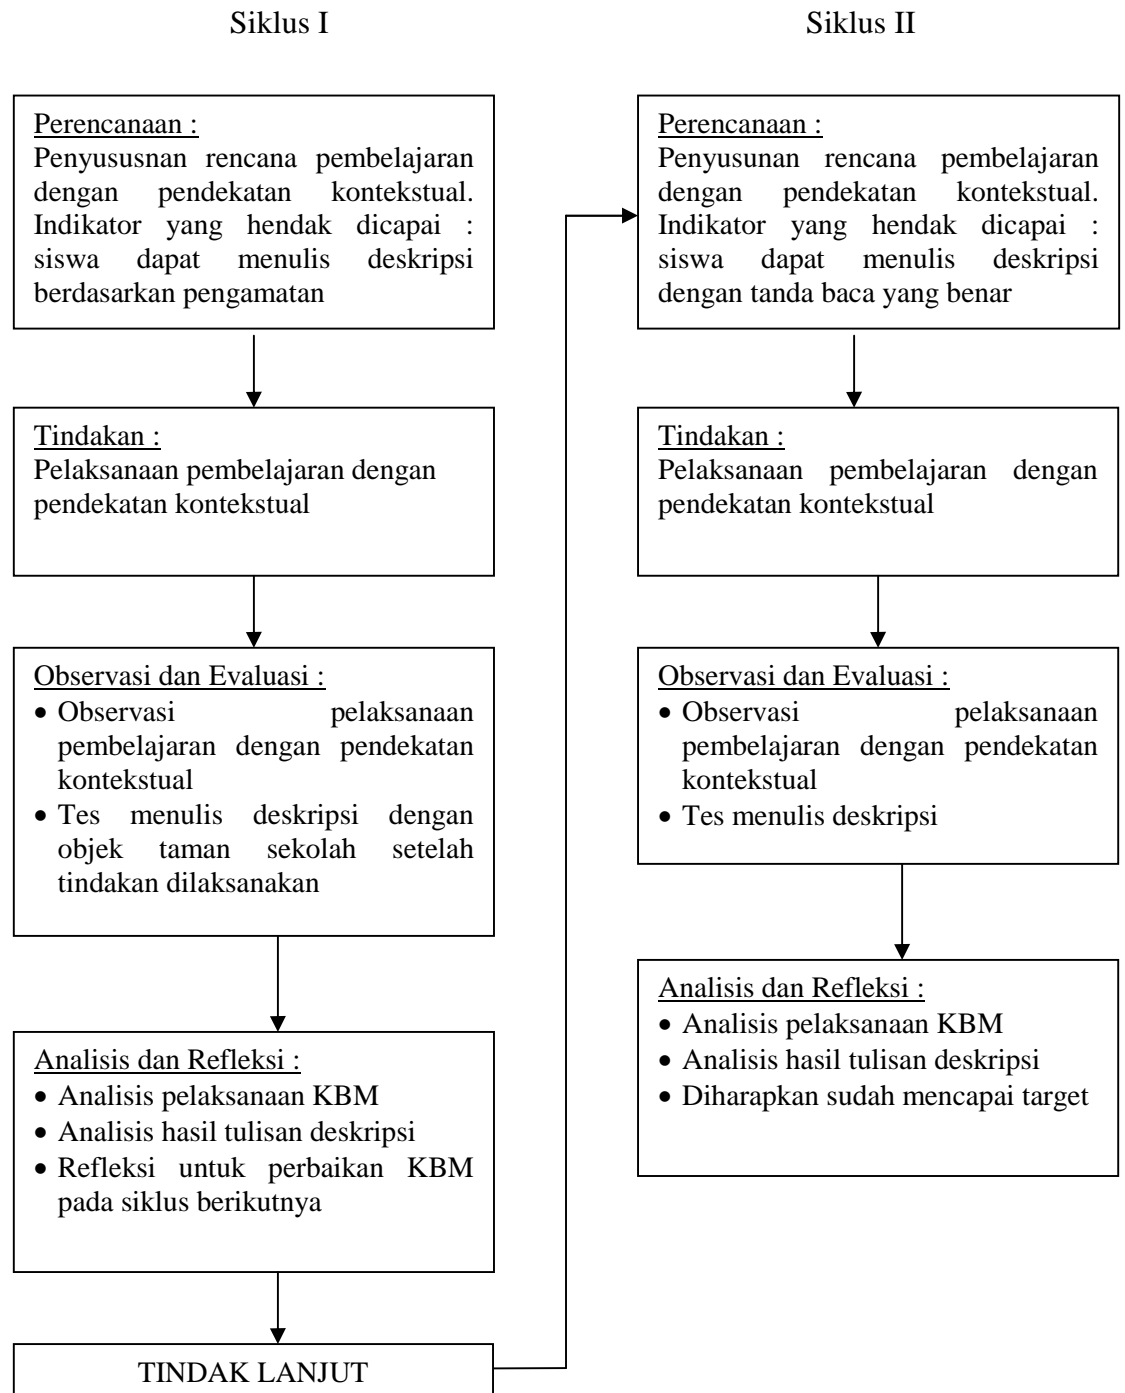 Siklus I
Perencanaan :
Penyususnan rencana pembelajaran
dengan pendekatan kontekstual.
Indikator yang hendak dicapai :
siswa dapat menulis deskripsi
berdasarkan pengamatan
Tindakan :
Pelaksanaan pembelajaran dengan
pendekatan kontekstual
Observasi dan Evaluasi :
• Observasi pelaksanaan
pembelajaran dengan pendekatan
kontekstual
• Tes menulis deskripsi dengan
objek taman sekolah setelah
tindakan dilaksanakan
Analisis dan Refleksi :
• Analisis pelaksanaan KBM
• Analisis hasil tulisan deskripsi
• Refleksi untuk perbaikan KBM
pada siklus berikutnya
TINDAK LANJUT
Siklus II
Perencanaan :
Penyusunan rencana pembelajaran
dengan pendekatan kontekstual.
Indikator yang hendak dicapai :
siswa dapat menulis deskripsi
dengan tanda baca yang benar
Tindakan :
Pelaksanaan pembelajaran dengan
pendekatan kontekstual
Observasi dan Evaluasi :
• Observasi pelaksanaan
pembelajaran dengan pendekatan
kontekstual
• Tes menulis deskripsi
Analisis dan Refleksi :
• Analisis pelaksanaan KBM
• Analisis hasil tulisan deskripsi
• Diharapkan sudah mencapai target